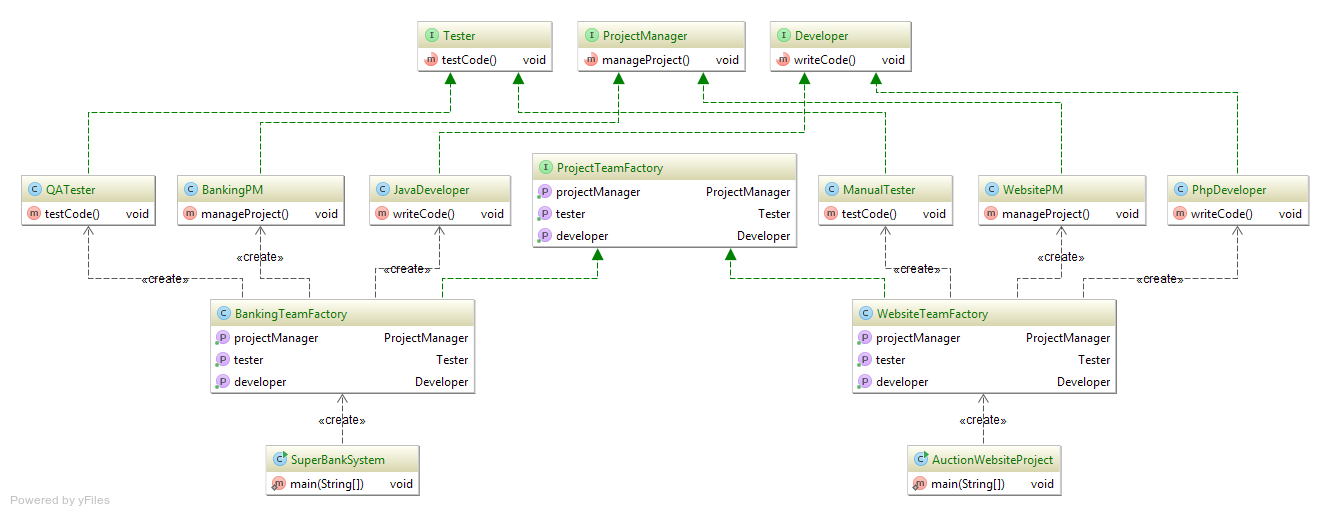 I Tester
m testCode() void
I ProjectManager
m manageProject() void
I Developer
m writeCode() void
C QATester
m testCode() void
C BankingPM
m manageProject() void
C JavaDeveloper
m writeCode() void
I ProjectTeamFactory
P projectManager ProjectManager
P tester Tester
P developer Developer
C ManualTester
m testCode() void
C WebsitePM
m manageProject() void
C PhpDeveloper
m writeCode() void
«create»
«create»
«create»
«create»
«create»
«create»
C BankingTeamFactory
P projectManager ProjectManager
P tester Tester
P developer Developer
C WebsiteTeamFactory
P projectManager ProjectManager
P tester Tester
P developer Developer
«create»
«create»
C SuperBankSystem
m main(String[]) void
C AuctionWebsiteProject
m main(String[]) void
Powered by yFiles